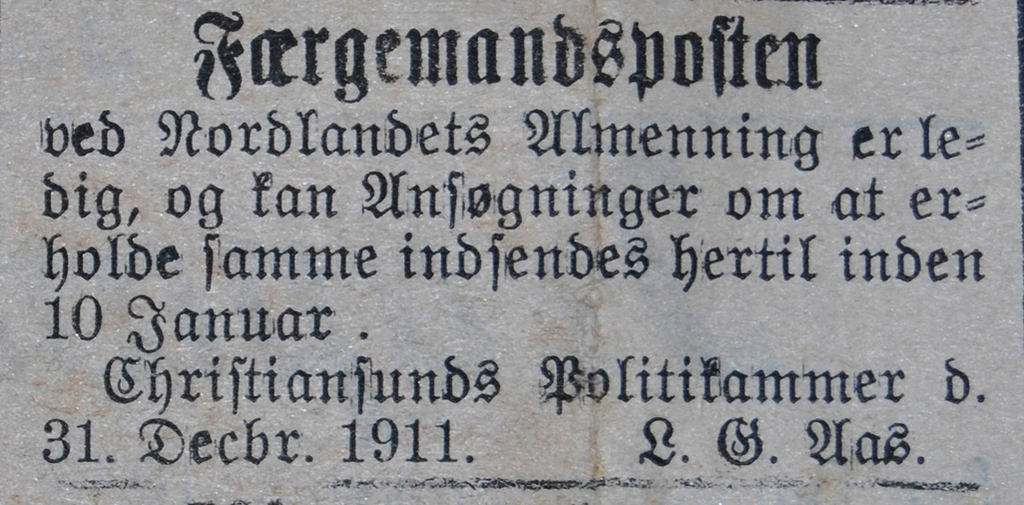 Færgemandsposten
ved Nordlandets Almenning er le-
dig, og kan Ansøgninger om at er-
holde samme indsendes hertil inden
10 Januar .
Christiansunds Politikammer d.
31. Decbr. 1911. L. G. Aas.